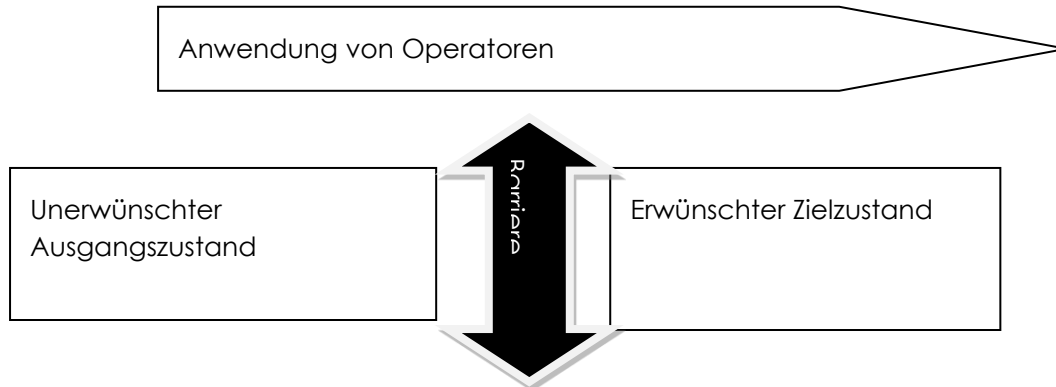 Anwendung von Operatoren
Unerwünschter
Ausgangszustand
Barriere
Erwünschter Zielzustand